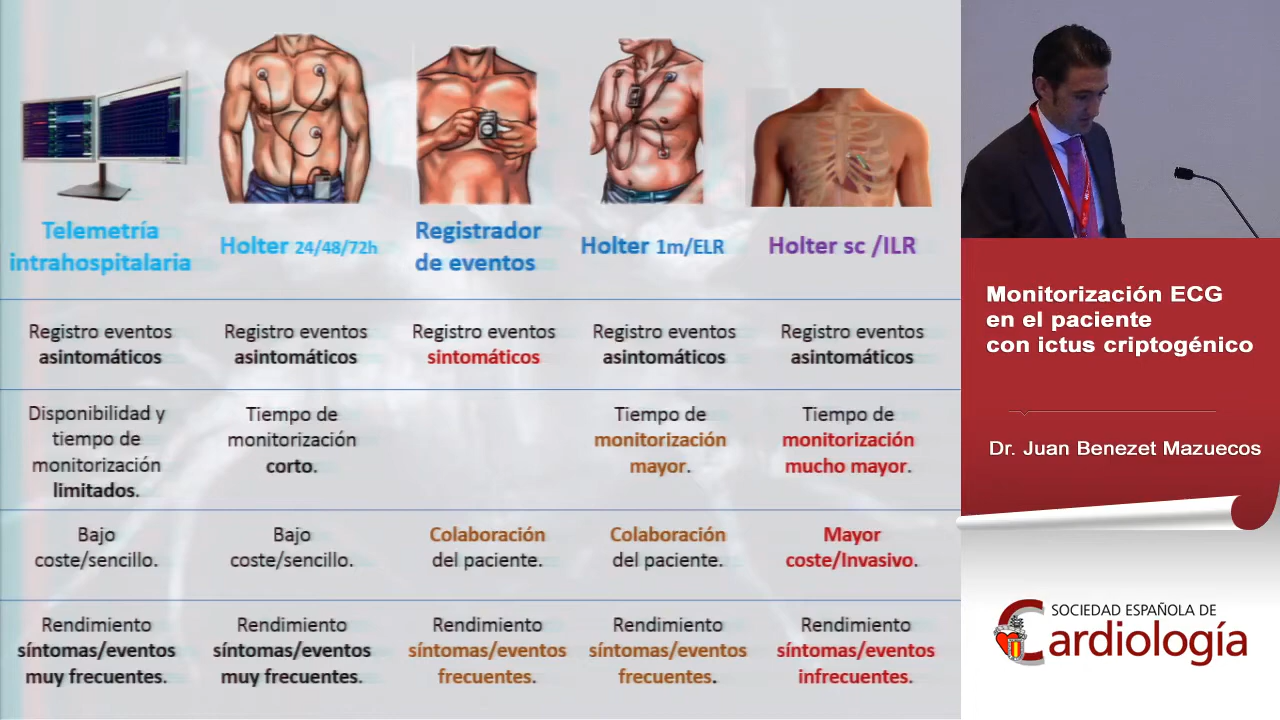 Telemetría
intrahospitalaria
Holter 24/48/72h
Registrador
de eventos
Holter 1m/ELR
Holter sc /ILR
Registro eventos
asintomáticos
Registro eventos
asintomáticos
Registro eventos
sintomáticos
Registro eventos
asintomáticos
Registro eventos
asintomáticos
Disponibilidad y
tiempo de
monitorización
limitados.
Tiempo de
monitorización
corto.
Tiempo de
monitorización
mayor.
Tiempo de
monitorización
mucho mayor.
Bajo
coste/sencillo.
Bajo
coste/sencillo.
Colaboración
del paciente.
Colaboración
del paciente.
Mayor
coste/Invasivo.
Rendimiento
síntomas/eventos
muy frecuentes.
Rendimiento
síntomas/eventos
muy frecuentes.
Rendimiento
síntomas/eventos
frecuentes.
Rendimiento
síntomas/eventos
frecuentes.
Rendimiento
síntomas/eventos
infrecuentes.
Monitorización ECG
en el paciente
con ictus criptogénico
Dr. Juan Benezet Mazuecos
SOCIEDAD ESPAÑOLA DE
Cardiología